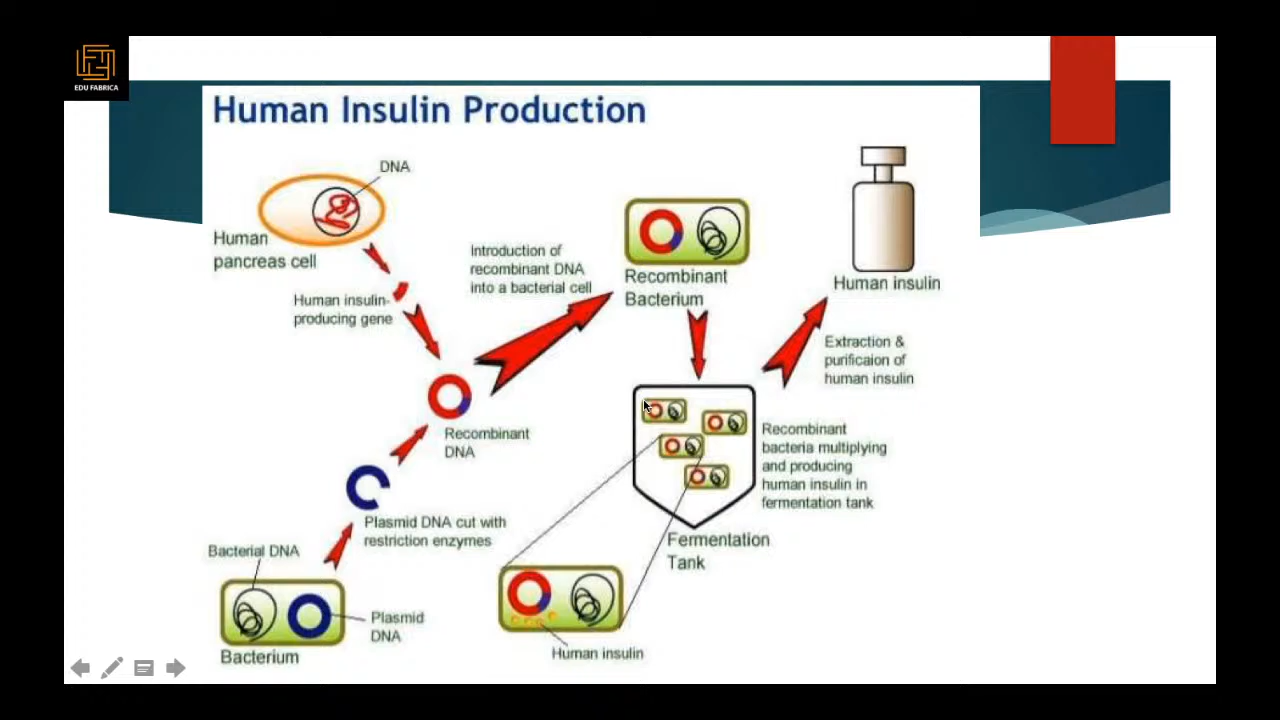 EDU FABRICA
Human Insulin Production
DNA
Human
pancreas cell
Human insulin-
producing gene
Introduction of
recombinant DNA
into a bacterial cell
Recombinant
Bacterium
Human insulin
Extraction &
purificaion of
human insulin
Recombinant
DNA
Recombinant
bacteria multiplying
and producing
human insulin in
fermentation tank
Plasmid DNA cut with
restriction enzymes
Fermentation
Tank
Bacterial DNA
Plasmid
DNA
Bacterium
Human insulin